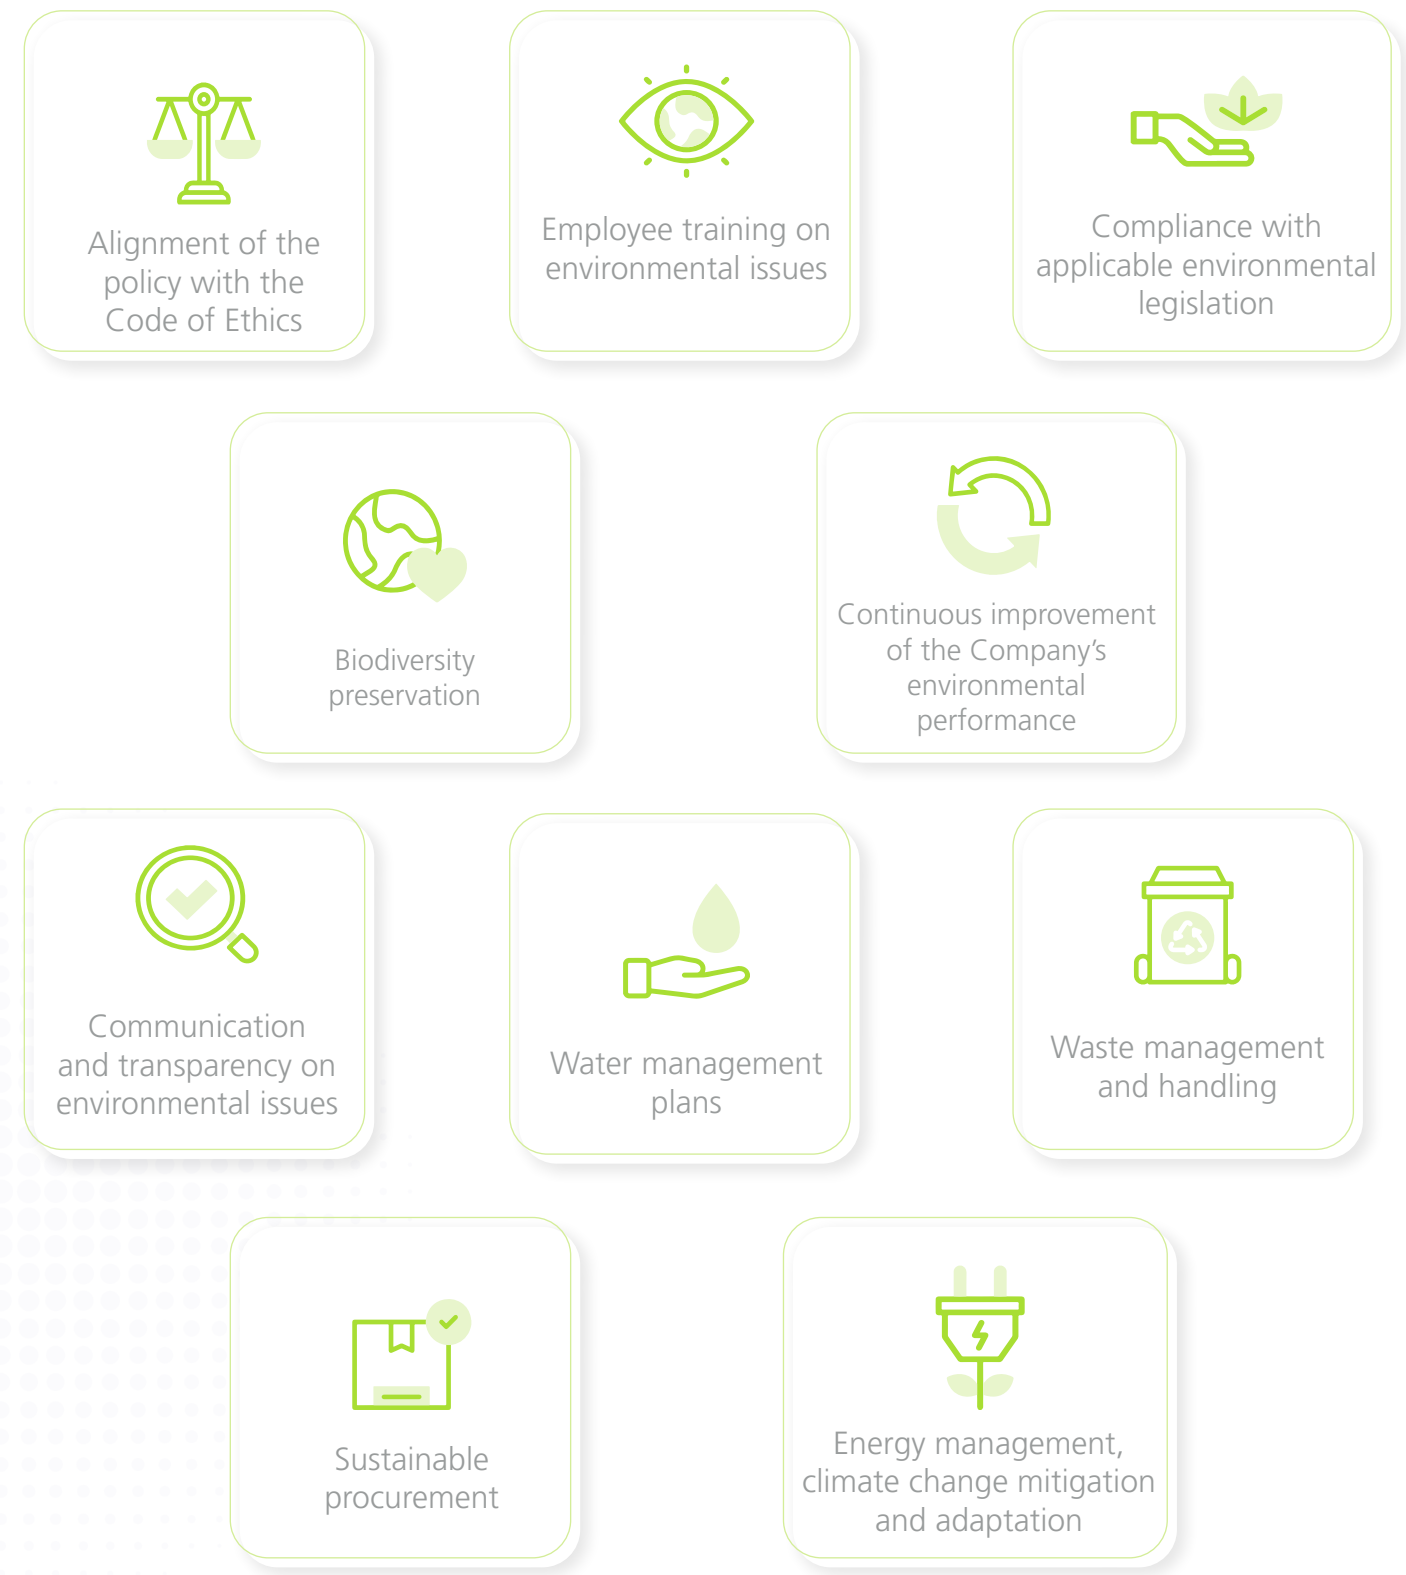 Alignment of the
policy with the
Code of Ethics
Employee training on
environmental issues
Compliance with
applicable environmental
legislation
Biodiversity
preservation
Continuous improvement
of the Company’s
environmental
performance
Communication
and transparency on
environmental issues
Water management
plans
Waste management
and handling
Sustainable
procurement
Energy management,
climate change mitigation
and adaptation